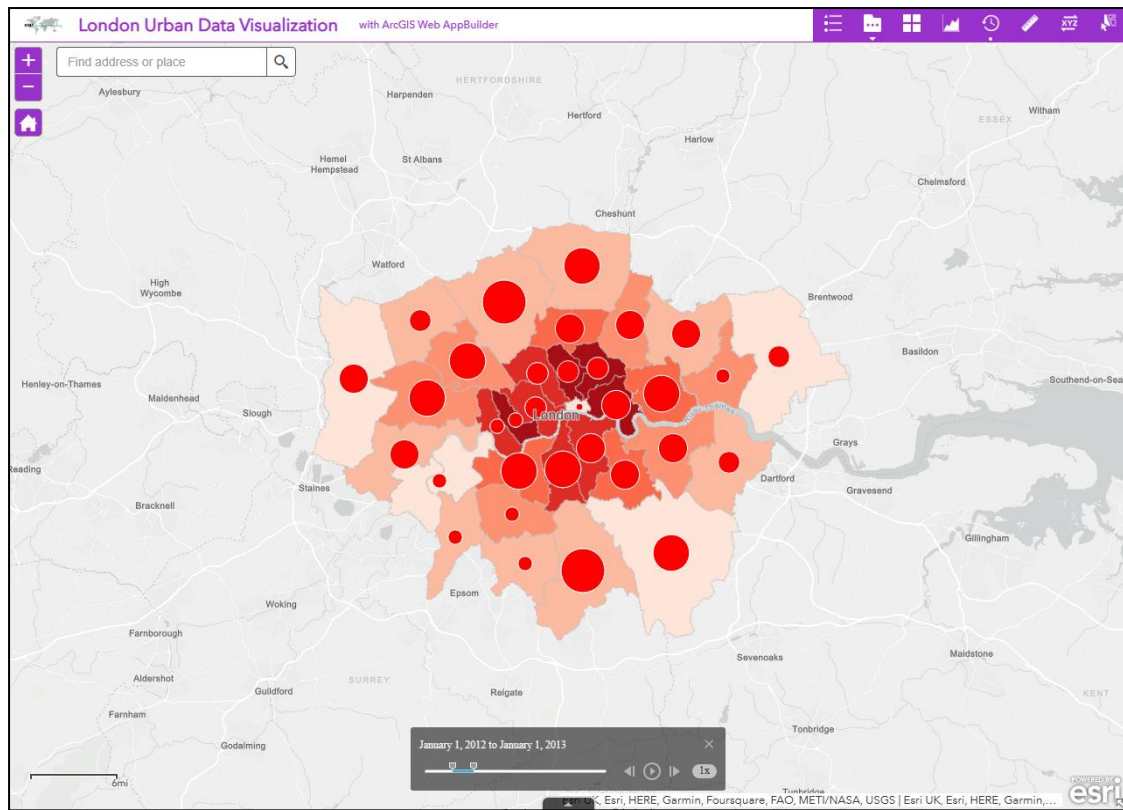 London Urban Data Visualization
with ArcGIS Web AppBuilder
XYZ
+
Find address or place
−
HERTFORDSHIRE
Aylesbury
Harpenden
Hertford
Witham
ESSEX
Harlow
Hemel
Hempstead
St Albans
Chelmsford
Cheshunt
Watford
High
Wycombe
Brentwood
Basildon
Henley-on-Thames
Maidenhead
Southend-on-Sea
Slough
London
Grays
Reading
Staines
Dartford
Gravesend
Bracknell
Gillingham
Epsom
Woking
Farnborough
Sevenoaks
Maidstone
Aldershot
Guildford
SURREY
Reigate
KENT
Farnham
Tonbridge
Godalming
January 1, 2012 to January 1, 2013
×
1x
6mi
Tunbridge
POWERED BY
esri
Esri UK, Esri, HERE, Garmin, Foursquare, FAO, METI/NASA, USGS | Esri UK, Esri, HERE, Garmin,...